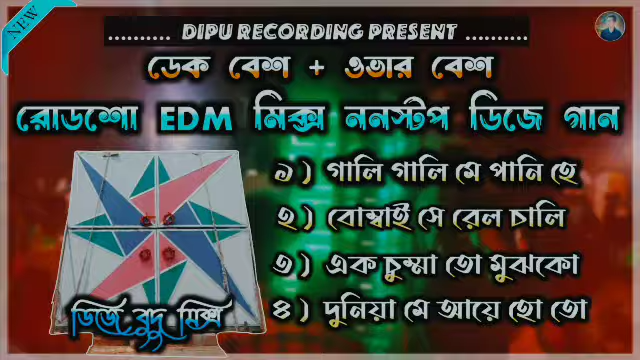 NEW
.......... DIPU RECORDING PRESENT ..........
ডেক বেশ + ওভার বেশ
রোডশো EDM মিক্স ননস্টপ ডিজে গান
১) গালি গালি মে পানি হে
২) বোম্বাই সে রেল চালি
৩) এক চুম্মা তো মুঝকো
৪) দুনিয়া মে আয়ে হো তো
ডিজে বুদু মিক্স